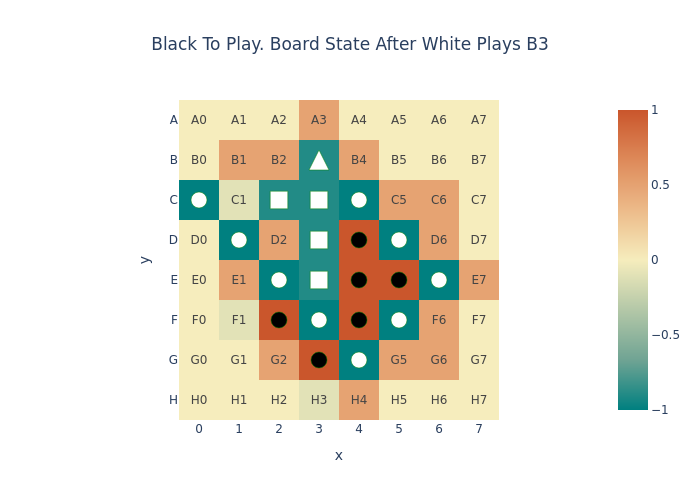 Black To Play. Board State After White Plays B3
A A0 A1 A2 A3 A4 A5 A6 A7
B B0 B1 B2 B4 B5 B6 B7
C C1 C5 C6 C7
D D0 D2 D6 D7
E E0 E1 E7
F F0 F1 F6 F7
G G0 G1 G2 G5 G6 G7
H H0 H1 H2 H3 H4 H5 H6 H7
0 1 2 3 4 5 6 7
x
y
1
0.5
0
−0.5
−1